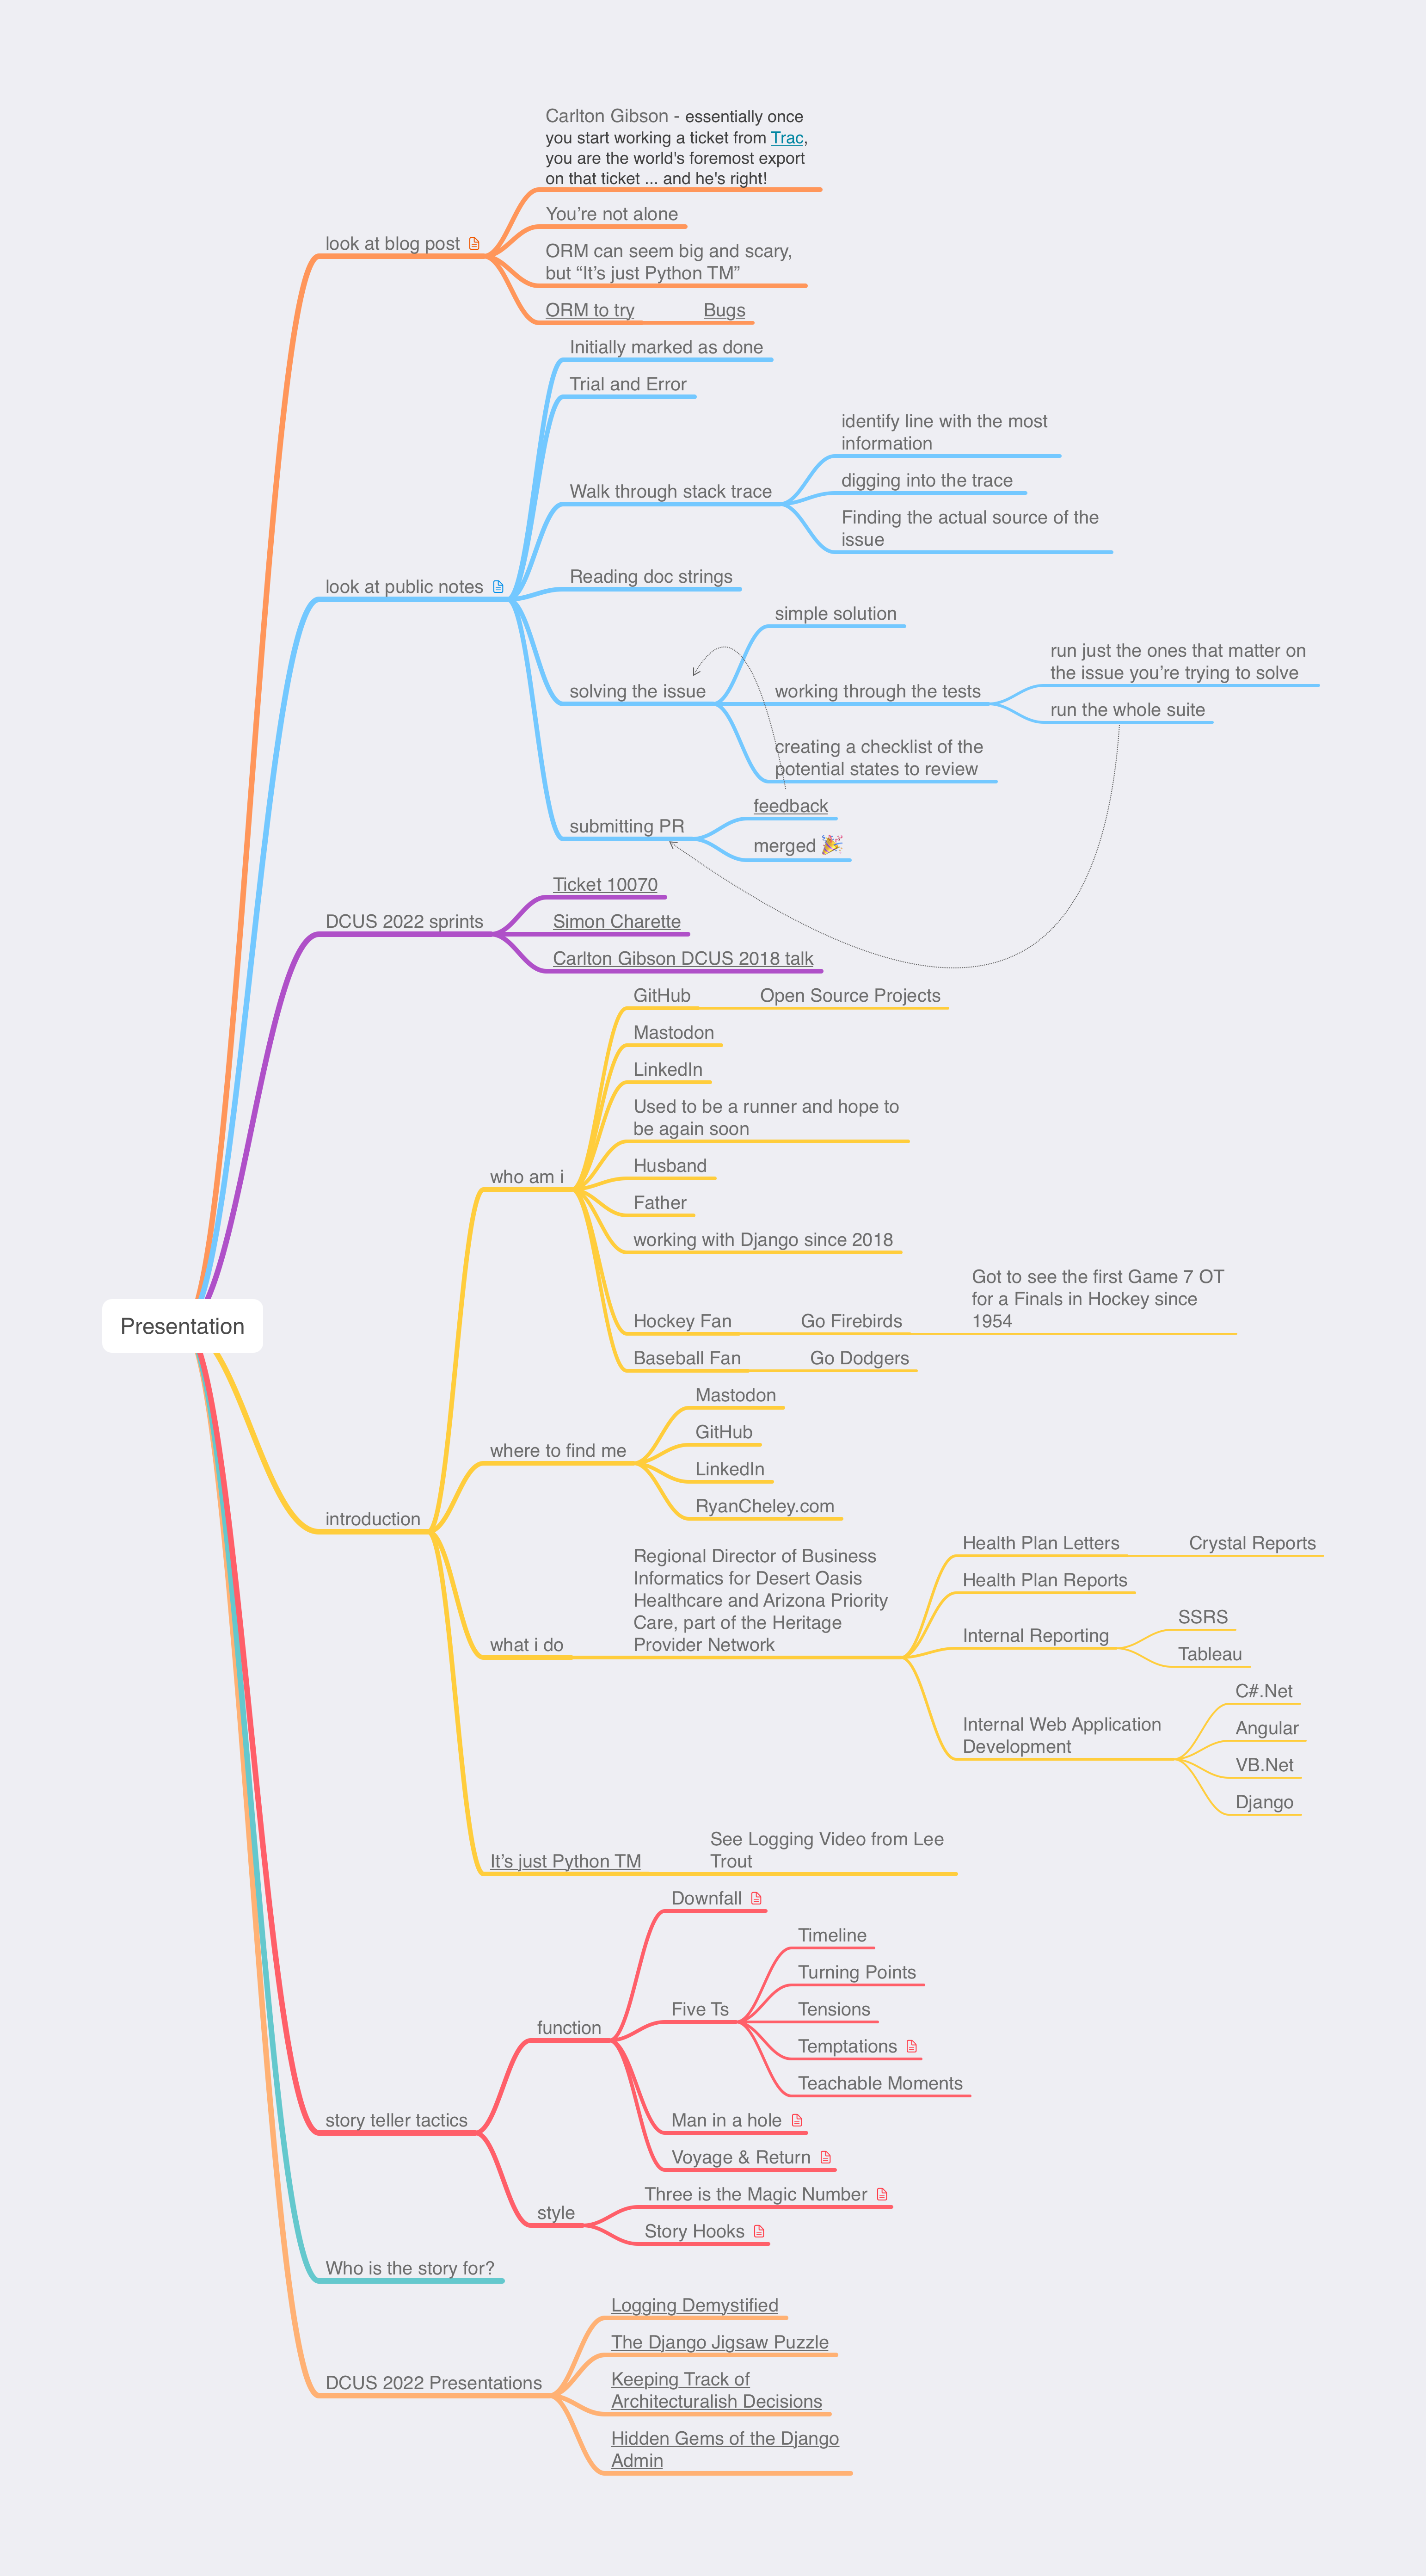 Carlton Gibson - essentially once
you start working a ticket from Trac,
you are the world's foremost export
on that ticket ... and he's right!
You’re not alone
look at blog post
ORM can seem big and scary,
but “It’s just Python TM”
ORM to try
Bugs
Initially marked as done
Trial and Error
identify line with the most
information
Walk through stack trace
digging into the trace
Finding the actual source of the
issue
look at public notes
Reading doc strings
simple solution
solving the issue
working through the tests
run just the ones that matter on
the issue you’re trying to solve
run the whole suite
creating a checklist of the
potential states to review
submitting PR
feedback
merged 🎉
DCUS 2022 sprints
Ticket 10070
Simon Charette
Carlton Gibson DCUS 2018 talk
GitHub
Open Source Projects
Mastodon
LinkedIn
Used to be a runner and hope to
be again soon
who am i
Husband
Father
working with Django since 2018
Hockey Fan
Go Firebirds
Got to see the first Game 7 OT
for a Finals in Hockey since
1954
Baseball Fan
Go Dodgers
Presentation
where to find me
Mastodon
GitHub
LinkedIn
RyanCheley.com
introduction
what i do
Regional Director of Business
Informatics for Desert Oasis
Healthcare and Arizona Priority
Care, part of the Heritage
Provider Network
Health Plan Letters
Crystal Reports
Health Plan Reports
Internal Reporting
SSRS
Tableau
Internal Web Application
Development
C#.Net
Angular
VB.Net
Django
It’s just Python TM
See Logging Video from Lee
Trout
story teller tactics
function
Downfall
Five Ts
Timeline
Turning Points
Tensions
Temptations
Teachable Moments
Man in a hole
Voyage & Return
style
Three is the Magic Number
Story Hooks
Who is the story for?
DCUS 2022 Presentations
Logging Demystified
The Django Jigsaw Puzzle
Keeping Track of
Architecturalish Decisions
Hidden Gems of the Django
Admin